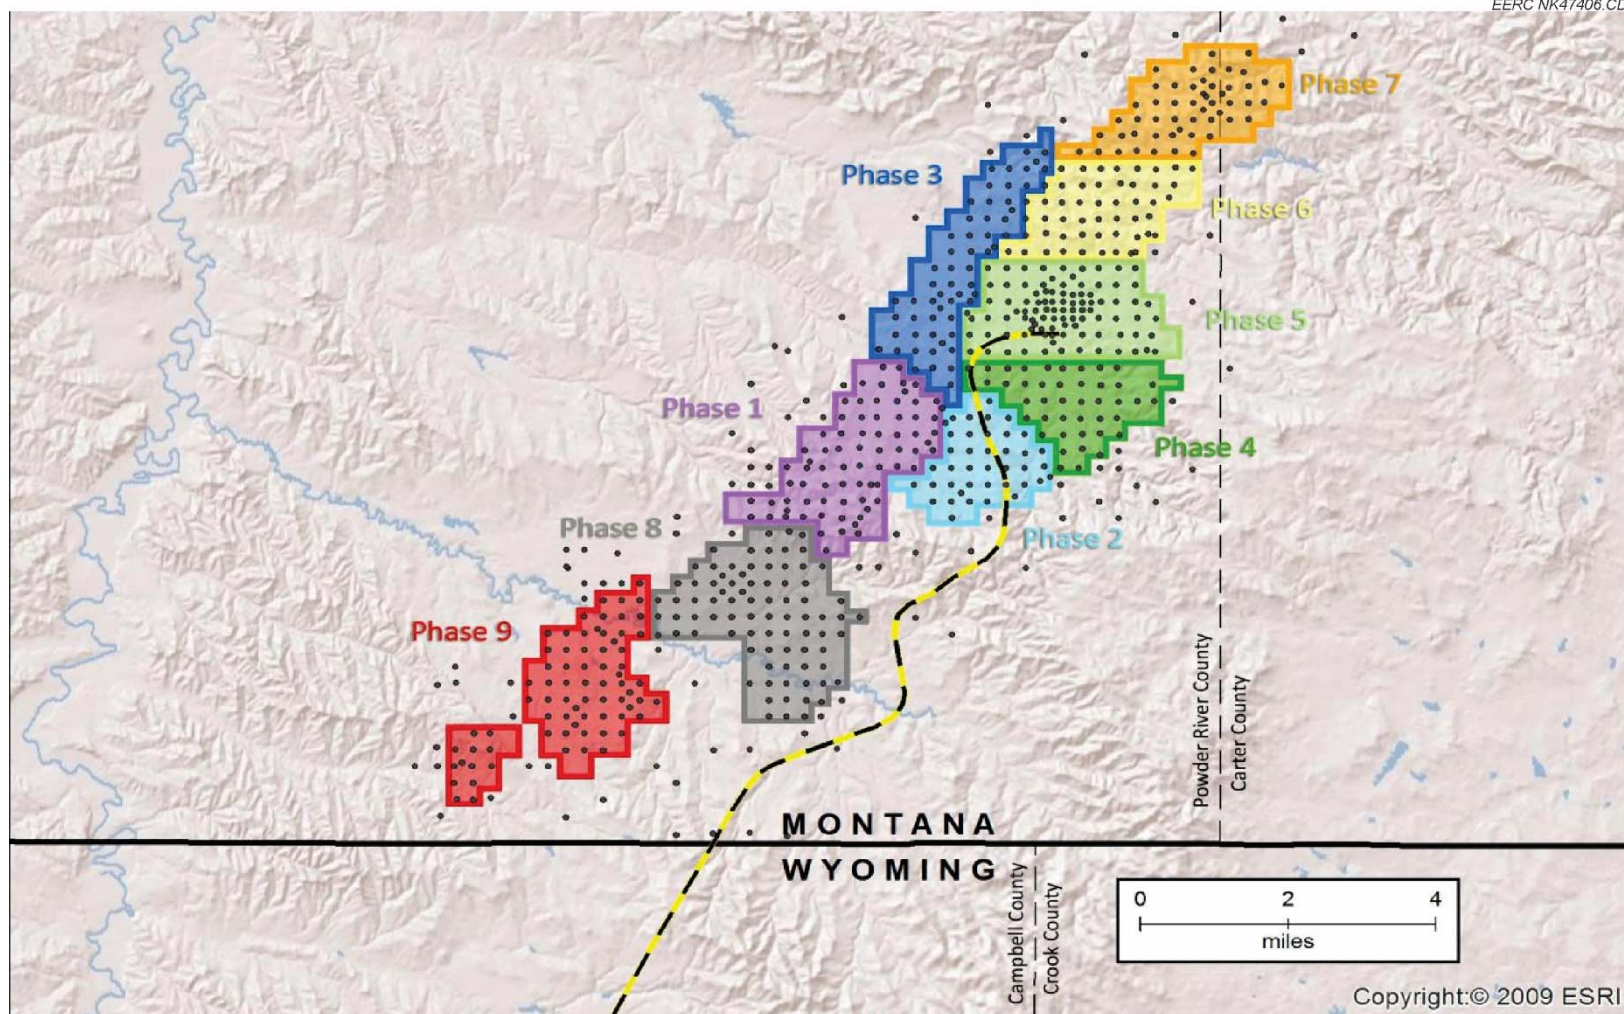 EERC NK47406.CD
Phase 7
Phase 3
Phase 6
Phase 5
Phase 1
Phase 4
Phase 8
Phase 2
Phase 9
Powder River County
Carter County
MONTANA
WYOMING
Campbell County
Crook County
0 2 4
miles
Copyright:© 2009 ESRI